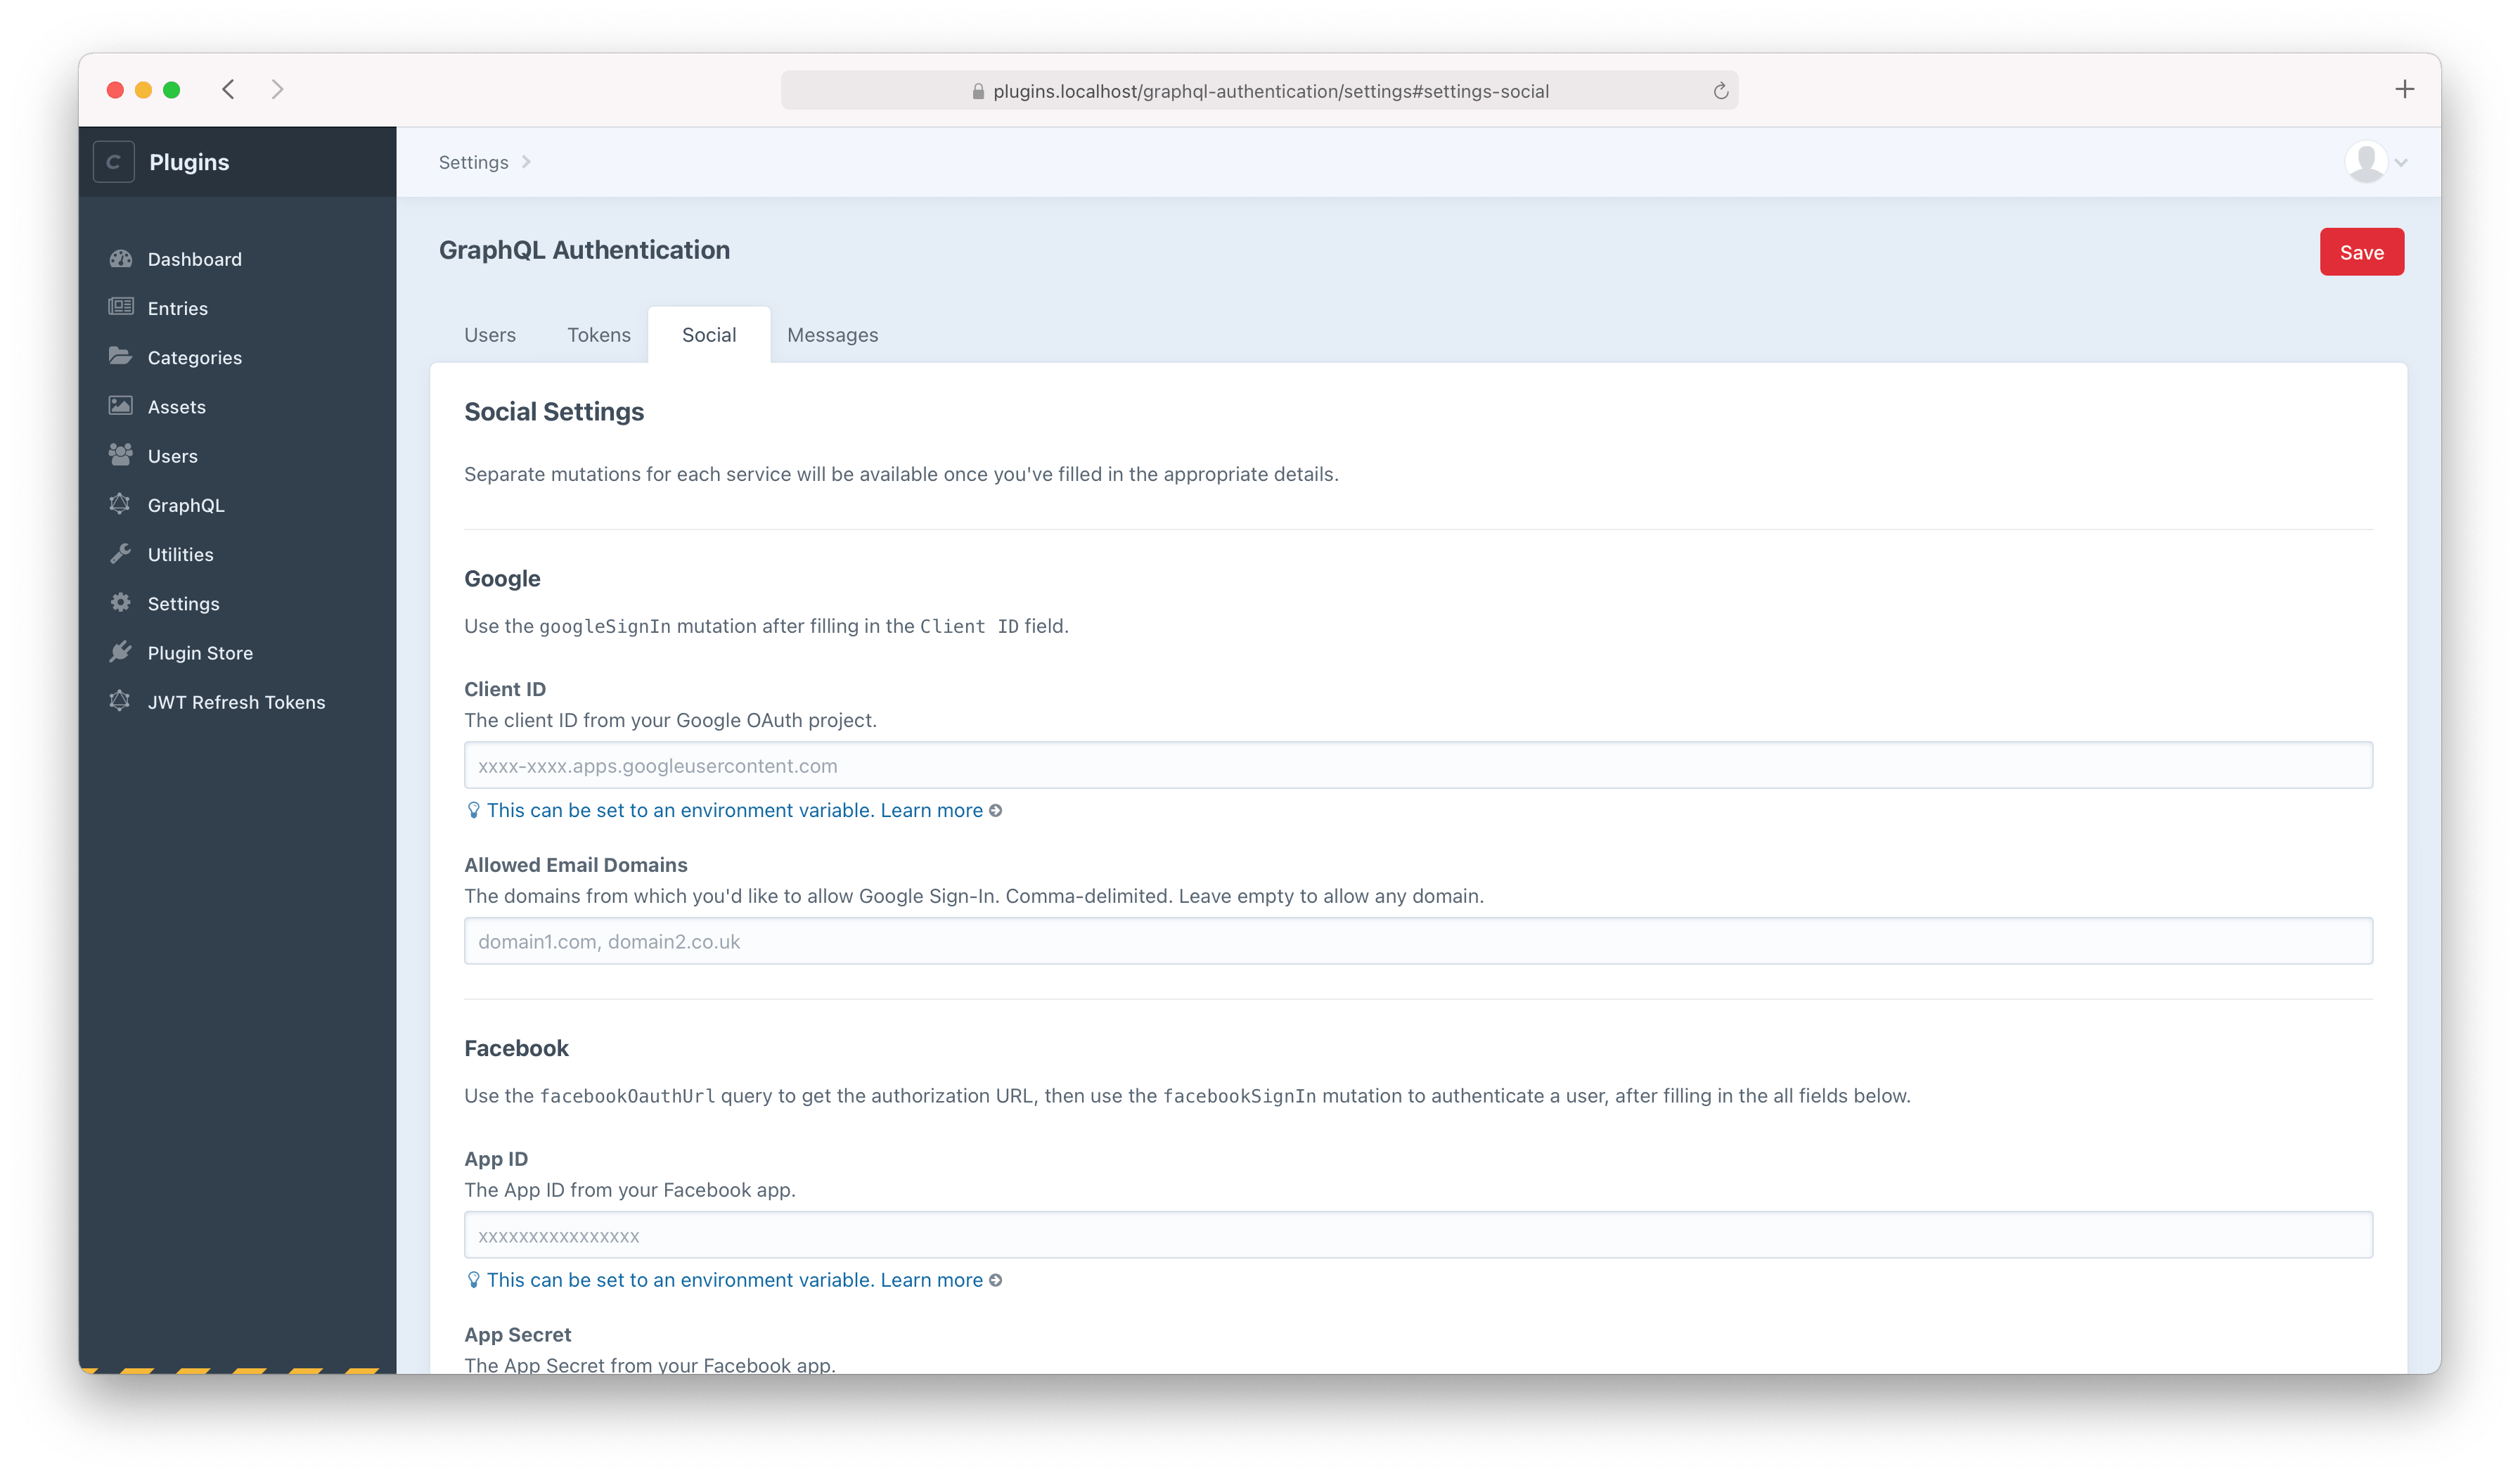 plugins.localhost/graphql-authentication/settings#settings-social
C Plugins
Settings
Dashboard
Entries
Categories
Assets
Users
GraphQL
Utilities
Settings
Plugin Store
JWT Refresh Tokens
GraphQL Authentication
Save
Users Tokens Social Messages
Social Settings
Separate mutations for each service will be available once you've filled in the appropriate details.
Google
Use the googleSignIn mutation after filling in the Client ID field.
Client ID
The client ID from your Google OAuth project.
xxxx-xxxx.apps.googleusercontent.com
This can be set to an environment variable. Learn more
Allowed Email Domains
The domains from which you'd like to allow Google Sign-In. Comma-delimited. Leave empty to allow any domain.
domain1.com, domain2.co.uk
Facebook
Use the facebookOauthUrl query to get the authorization URL, then use the facebookSignIn mutation to authenticate a user, after filling in the all fields below.
App ID
The App ID from your Facebook app.
xxxxxxxxxxxxxxxx
This can be set to an environment variable. Learn more
App Secret
The App Secret from your Facebook app.